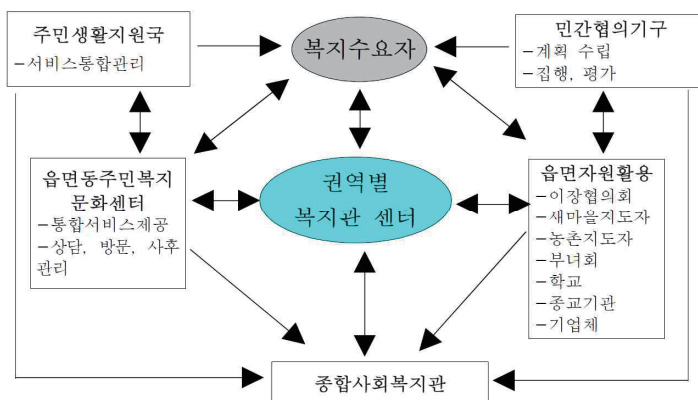 주민생활지원국
－서비스통합관리
복지수요자
민간협의기구
－계획 수립
－집행, 평가
읍면동주민복지
문화센터
－통합서비스제공
－상담, 방문, 사후
관리
권역별
복지관 센터
읍면자원활용
－이장협의회
－새마을지도자
－농촌지도자
－부녀회
－학교
－종교기관
－기업체
종합사회복지관